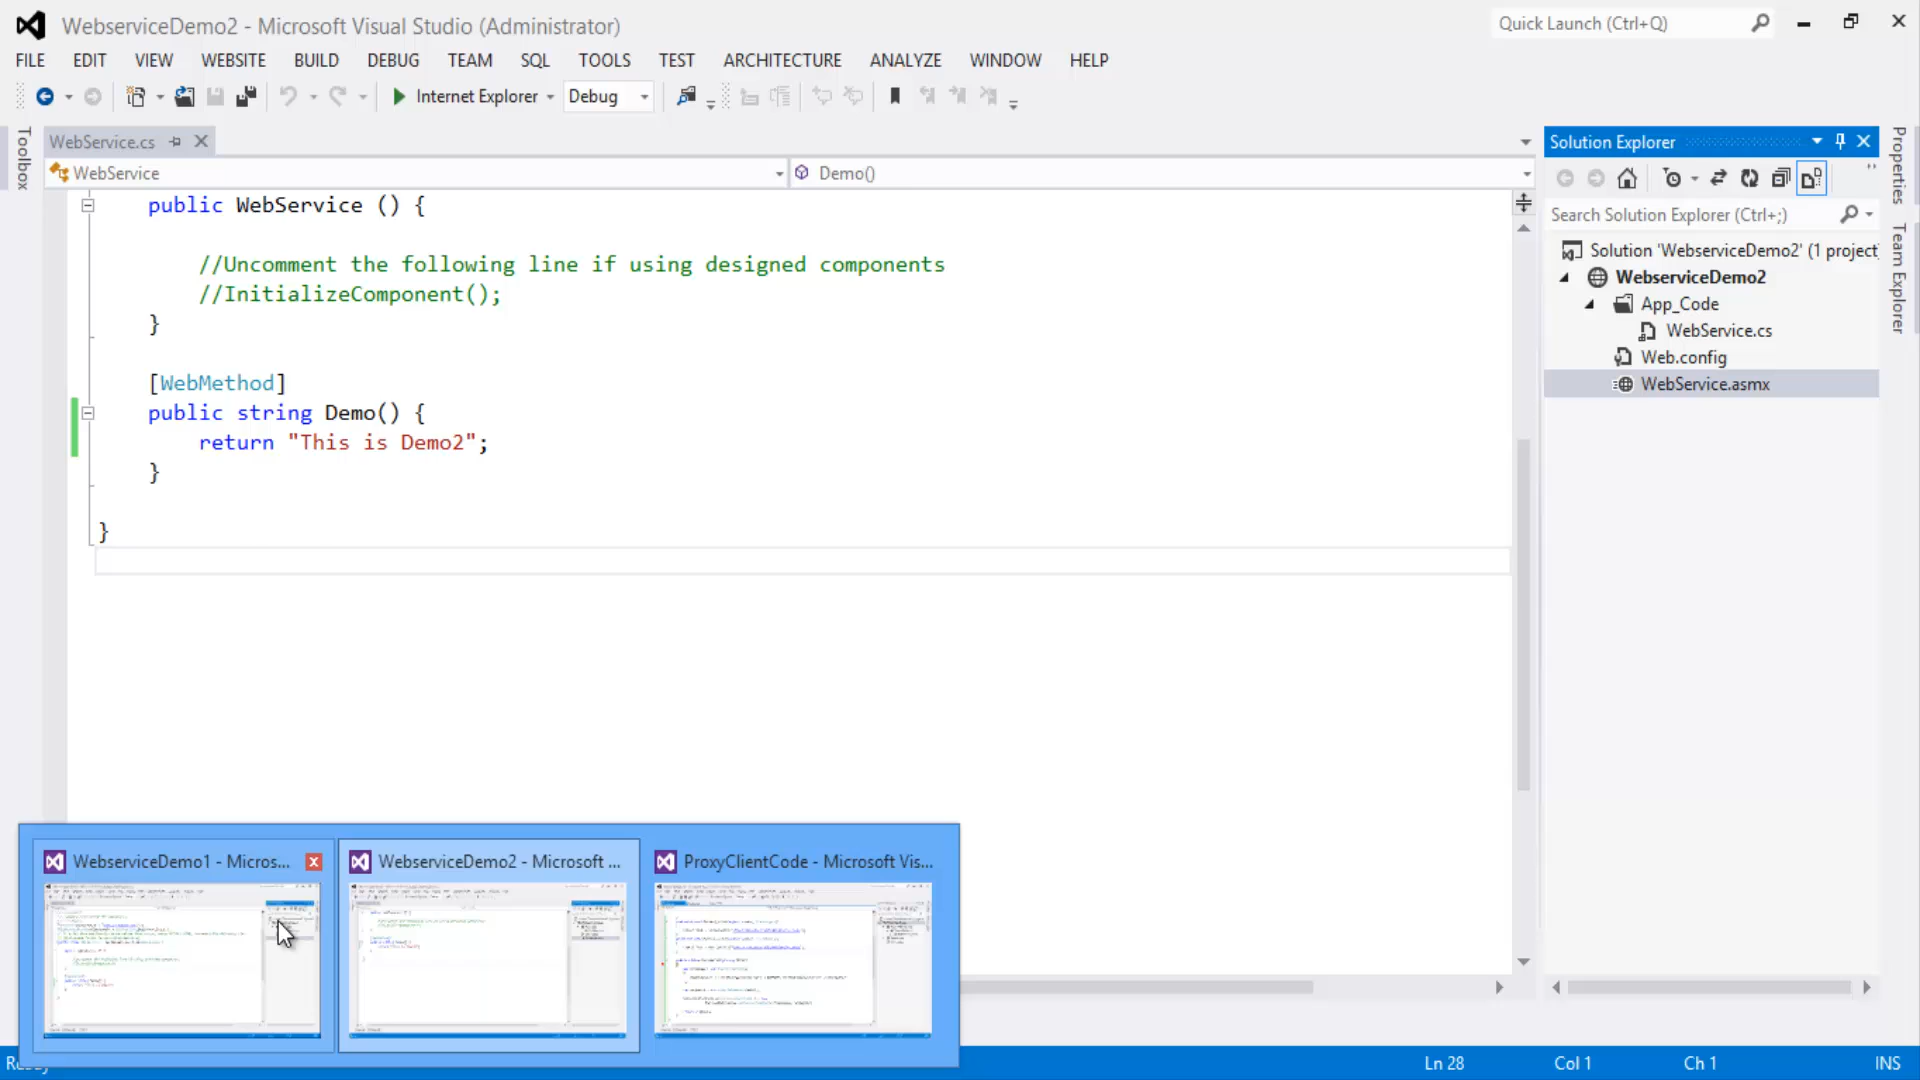 WebserviceDemo2 - Microsoft Visual Studio (Administrator)
Quick Launch (Ctrl+Q)
FILE EDIT VIEW WEBSITE BUILD DEBUG TEAM SQL TOOLS TEST ARCHITECTURE ANALYZE WINDOW HELP
Internet Explorer Debug
Toolbox
WebService.cs
WebService
Demo()
public WebService () {
//Uncomment the following line if using designed components
//InitializeComponent();
}
[WebMethod]
public string Demo() {
return "This is Demo2";
}
}
Solution Explorer
Search Solution Explorer (Ctrl+;)
Solution 'WebserviceDemo2' (1 project
WebserviceDemo2
App_Code
WebService.cs
Web.config
WebService.asmx
Properties
Team Explorer
WebserviceDemo1 - Micros...
WebserviceDemo2 - Microsoft ...
ProxyClientCode - Microsoft Vis...
Ln 28 Col 1 Ch 1 INS